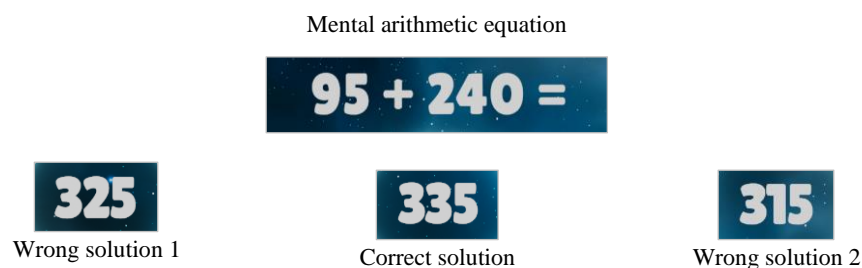 Mental arithmetic equation
95 + 240 =
325 335 315
Wrong solution 1 Correct solution Wrong solution 2